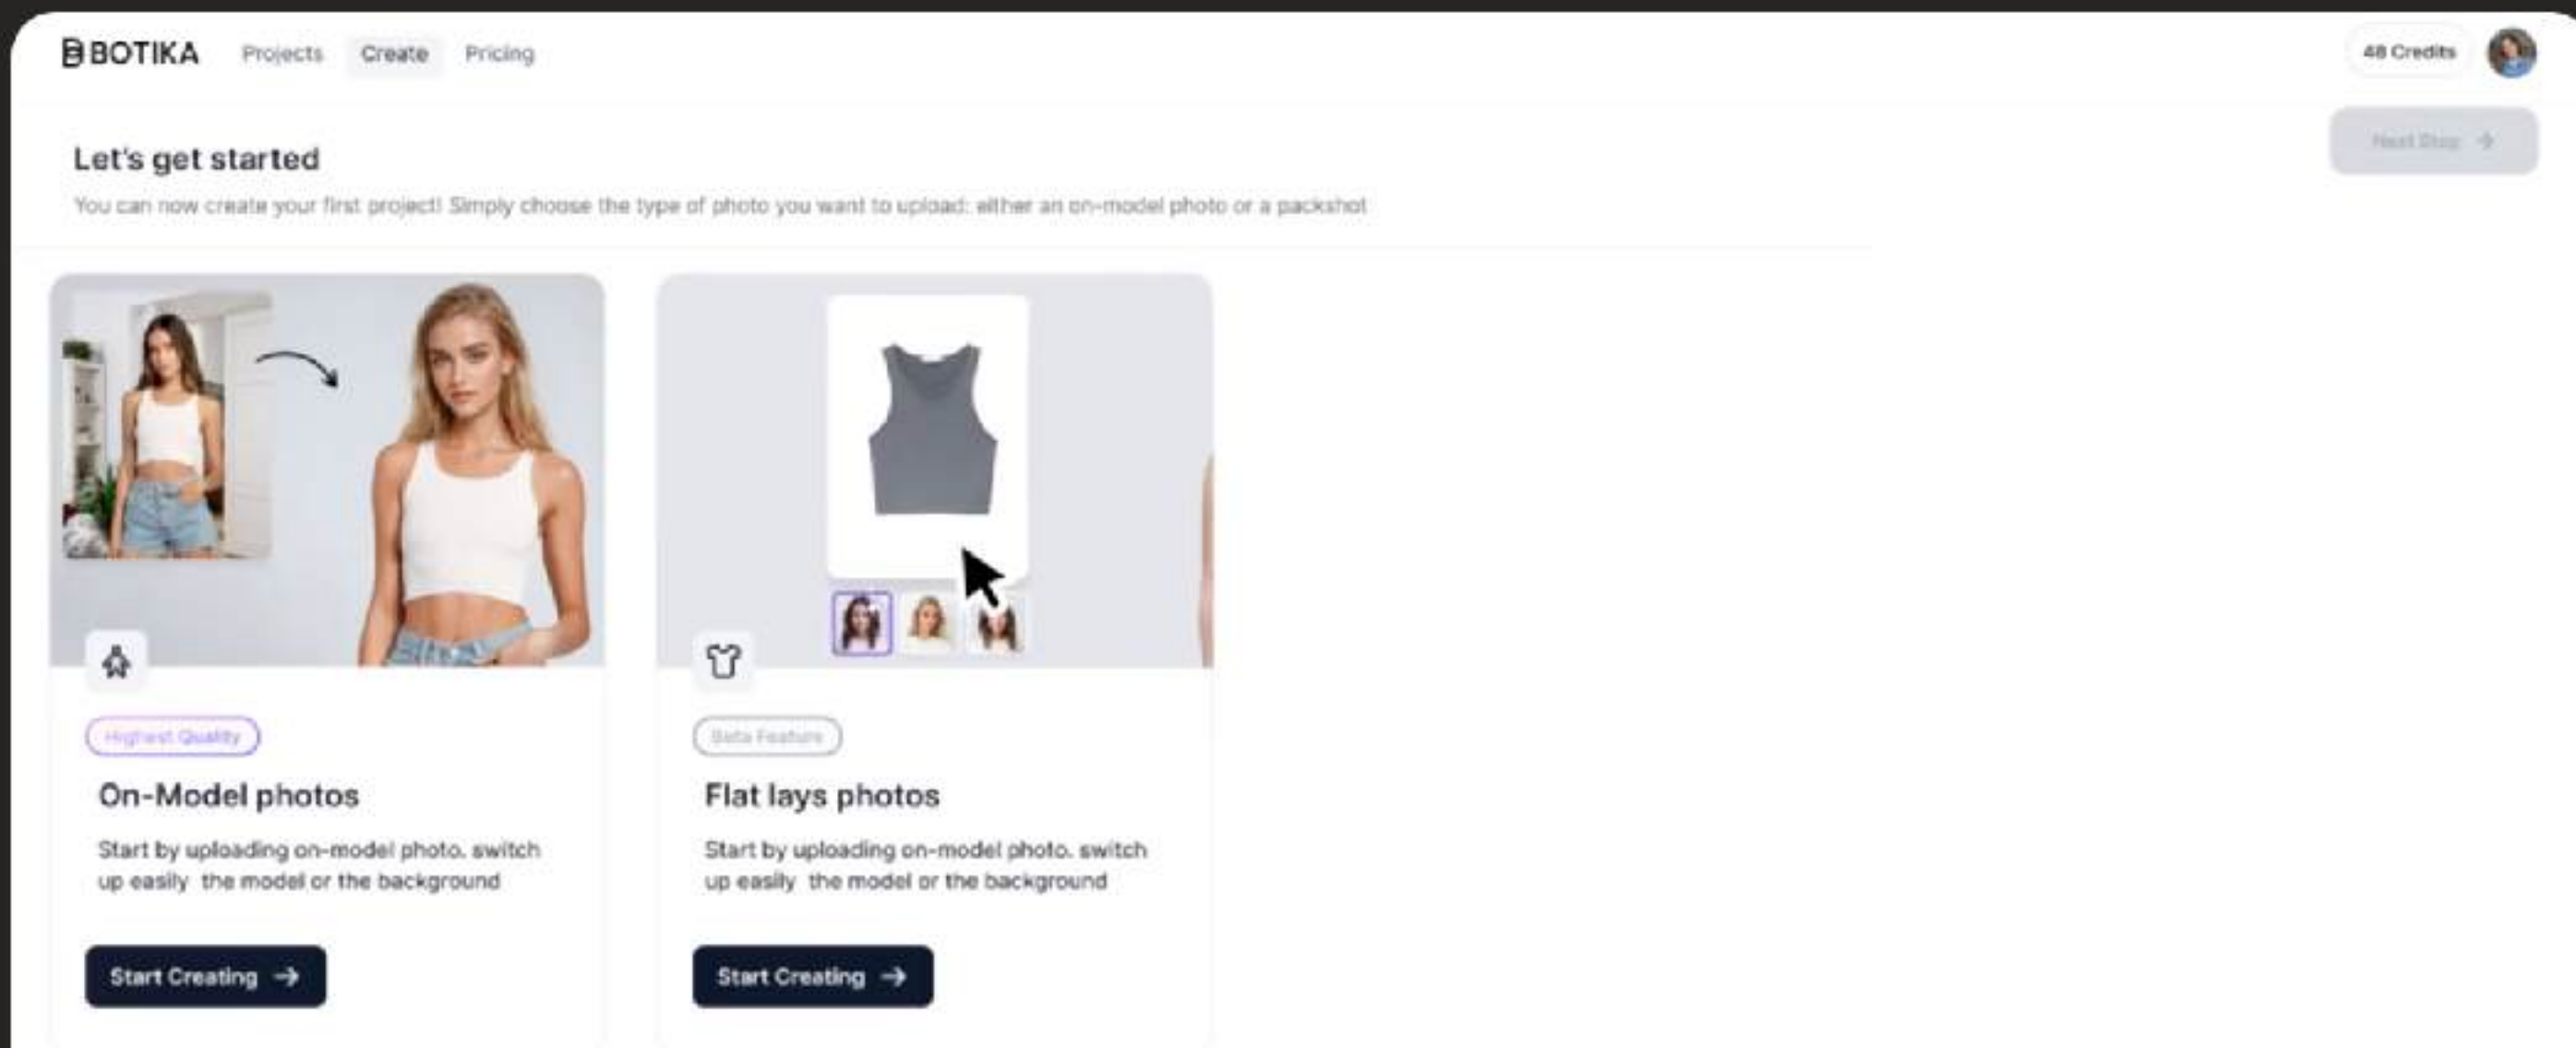 BOTIKA
Projects
Create
Pricing
48 Credits
Next Step
Let's get started
You can now create your first project! Simply choose the type of photo you want to upload: either an on-model photo or a packshot
Highest Quality
On-Model photos
Start by uploading on-model photo. switch
up easily the model or the background
Start Creating
Beta Feature
Flat lays photos
Start by uploading on-model photo. switch
up easily the model or the background
Start Creating